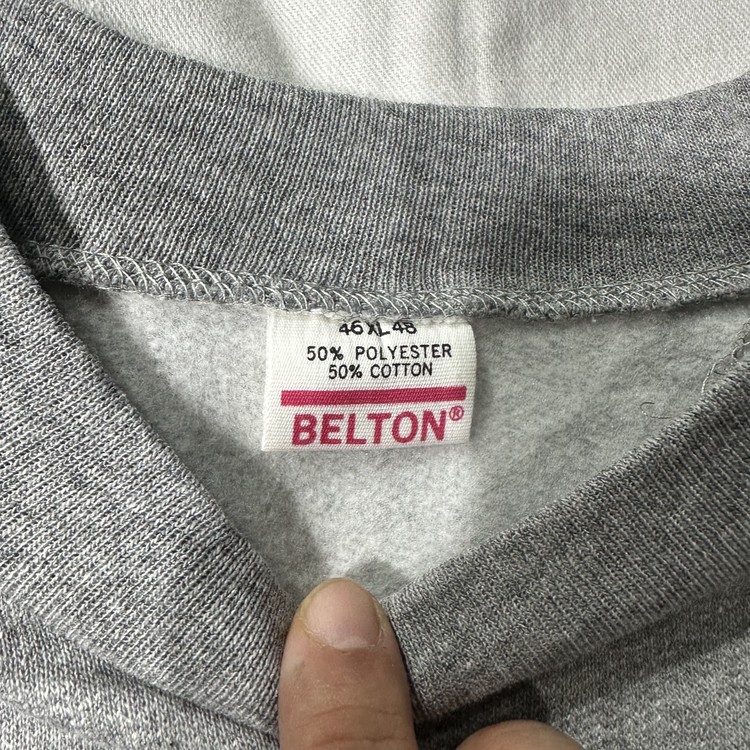 46 XL 48
50% POLYESTER
50% COTTON
BELTON®